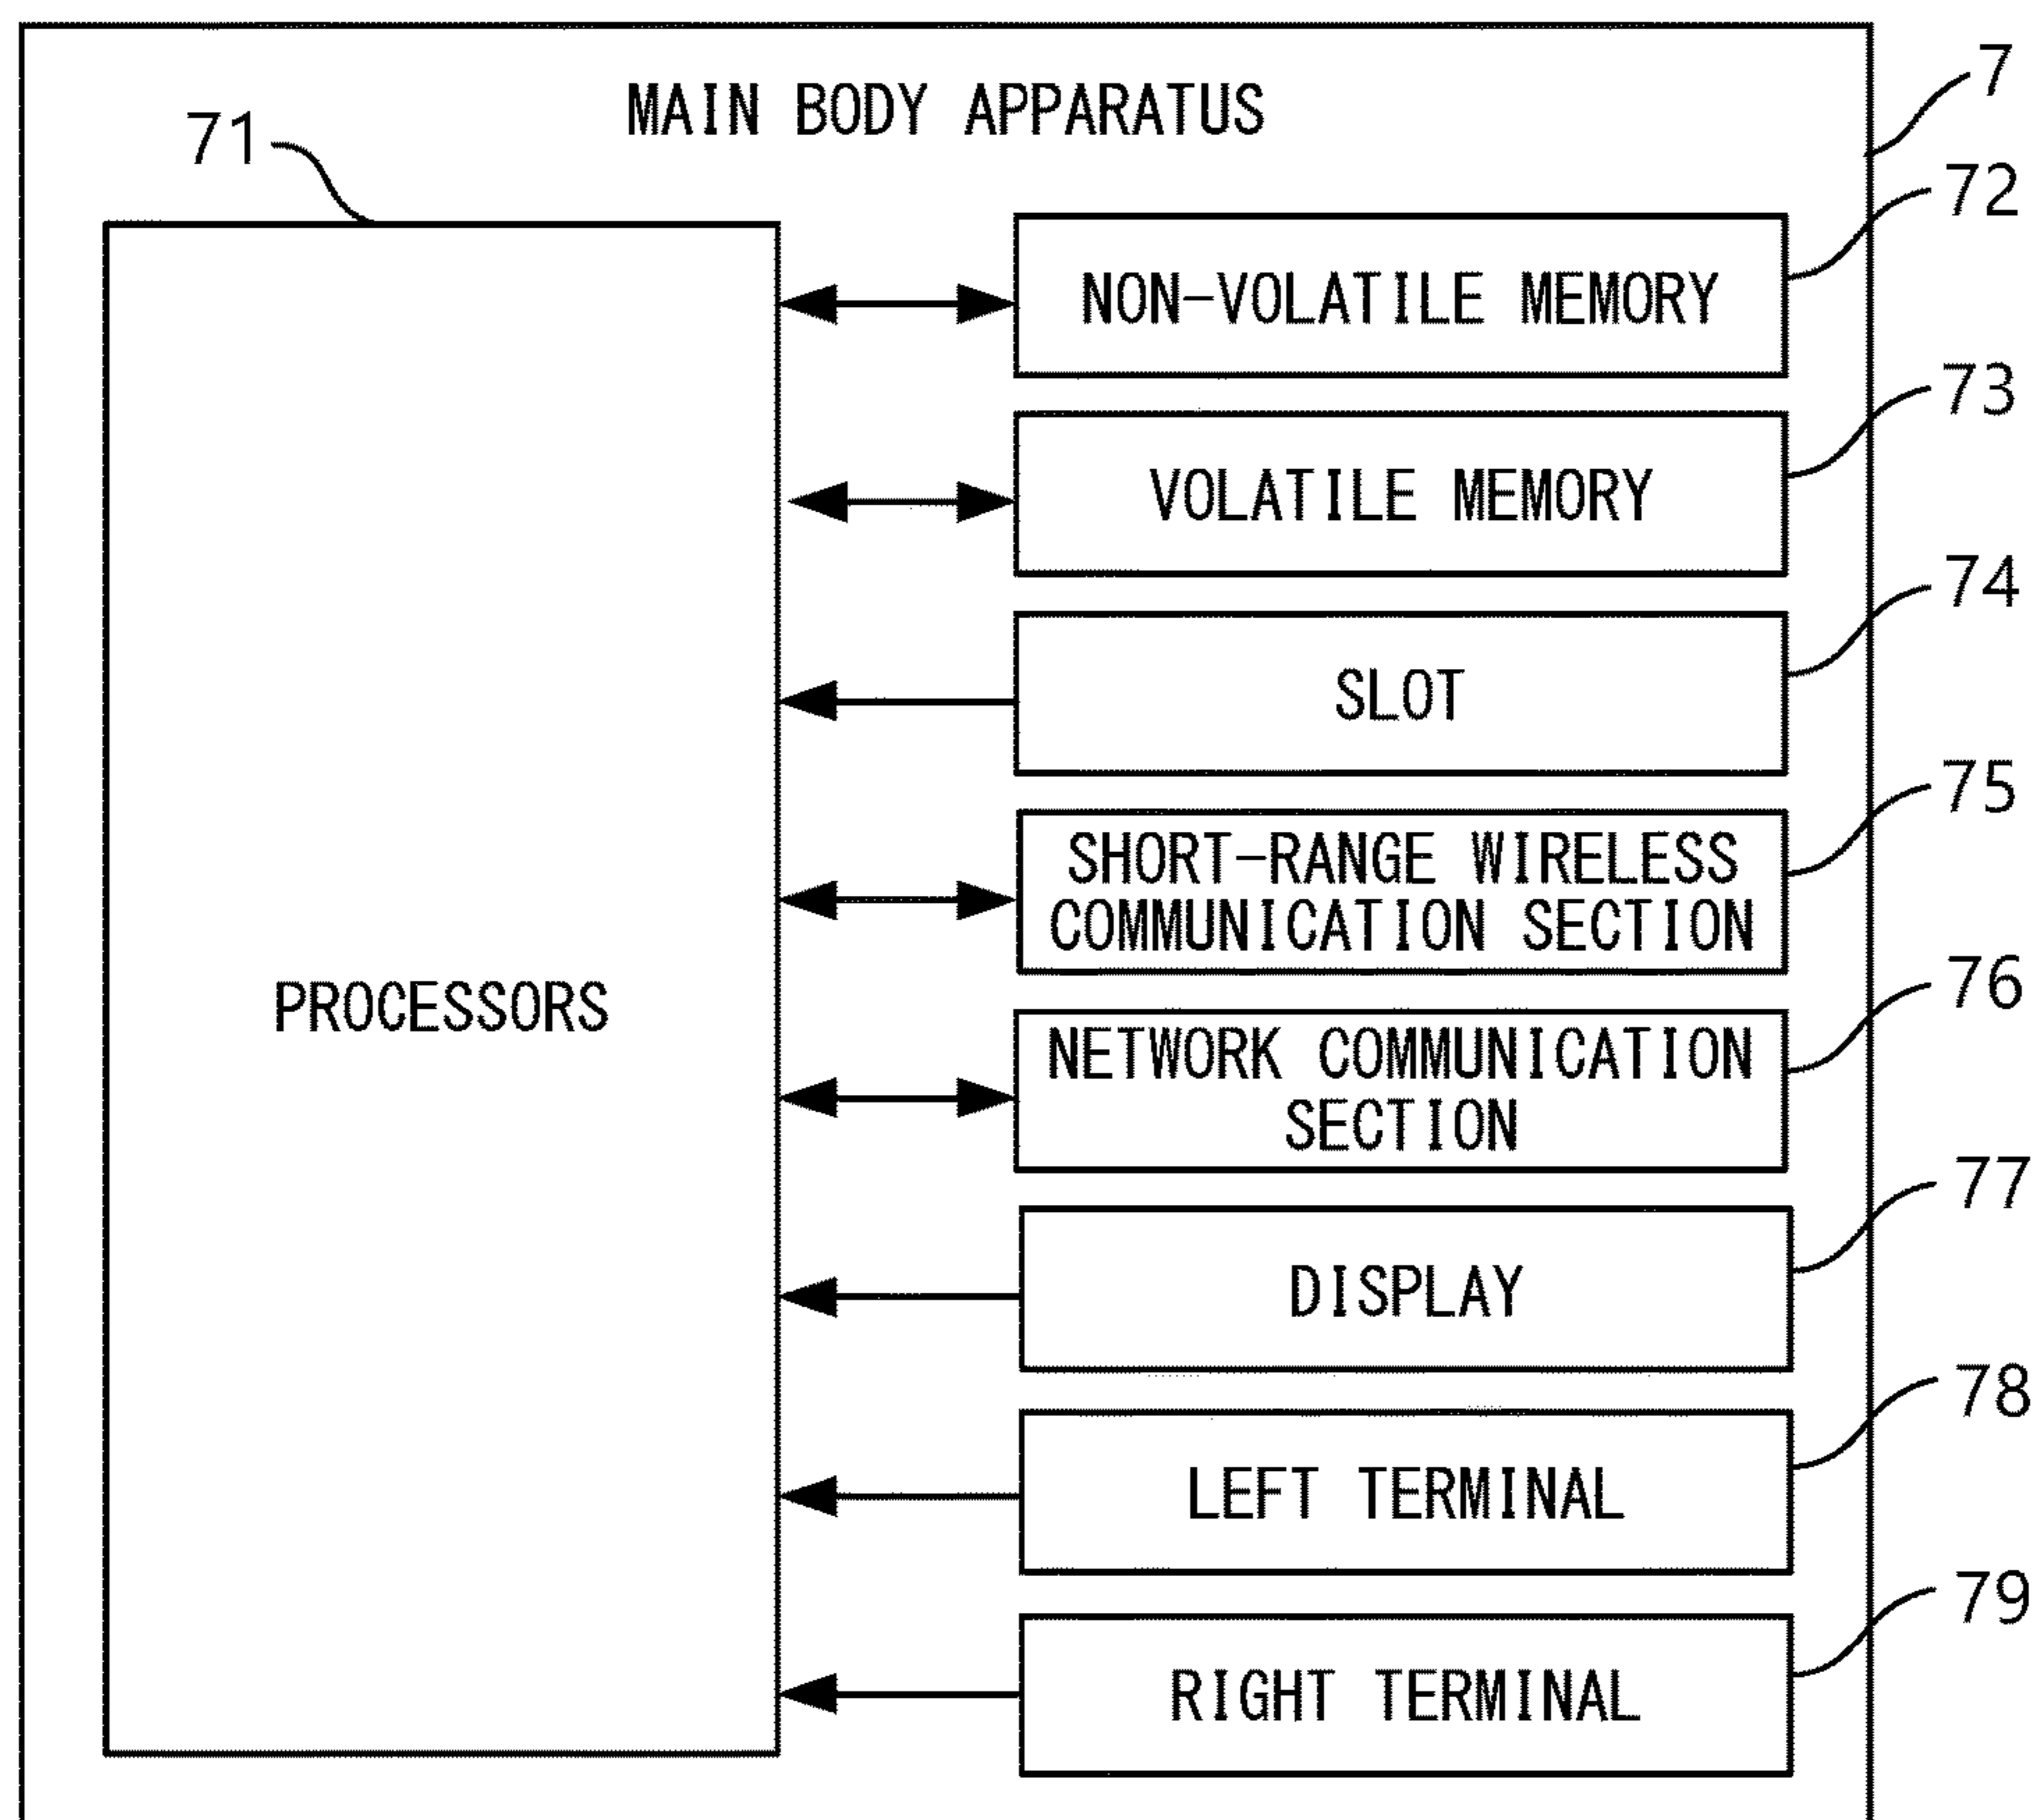 7
MAIN BODY APPARATUS
71
72
NON-VOLATILE MEMORY
73
VOLATILE MEMORY
74
SLOT
75
SHORT-RANGE WIRELESS
COMMUNICATION SECTION
PROCESSORS
76
NETWORK COMMUNICATION
SECTION
77
DISPLAY
78
LEFT TERMINAL
79
RIGHT TERMINAL